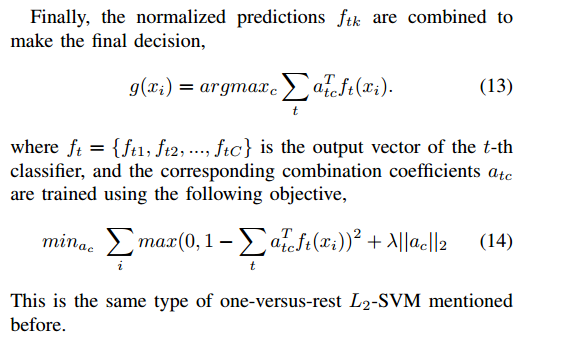 Finally, the normalized predictions f_{tk} are combined to
make the final decision,
g(x_i) = argmax_c \sum_t a_{tc}^T f_t(x_i). (13)
where f_t = {f_{t1}, f_{t2}, ..., f_{tC}} is the output vector of the t-th
classifier, and the corresponding combination coefficients a_{tc}
are trained using the following objective,
min_{a_c} \sum_i max(0, 1 − \sum_t a_{tc}^T f_t(x_i))^2 + λ||a_c||_2 (14)
This is the same type of one-versus-rest L_2-SVM mentioned
before.